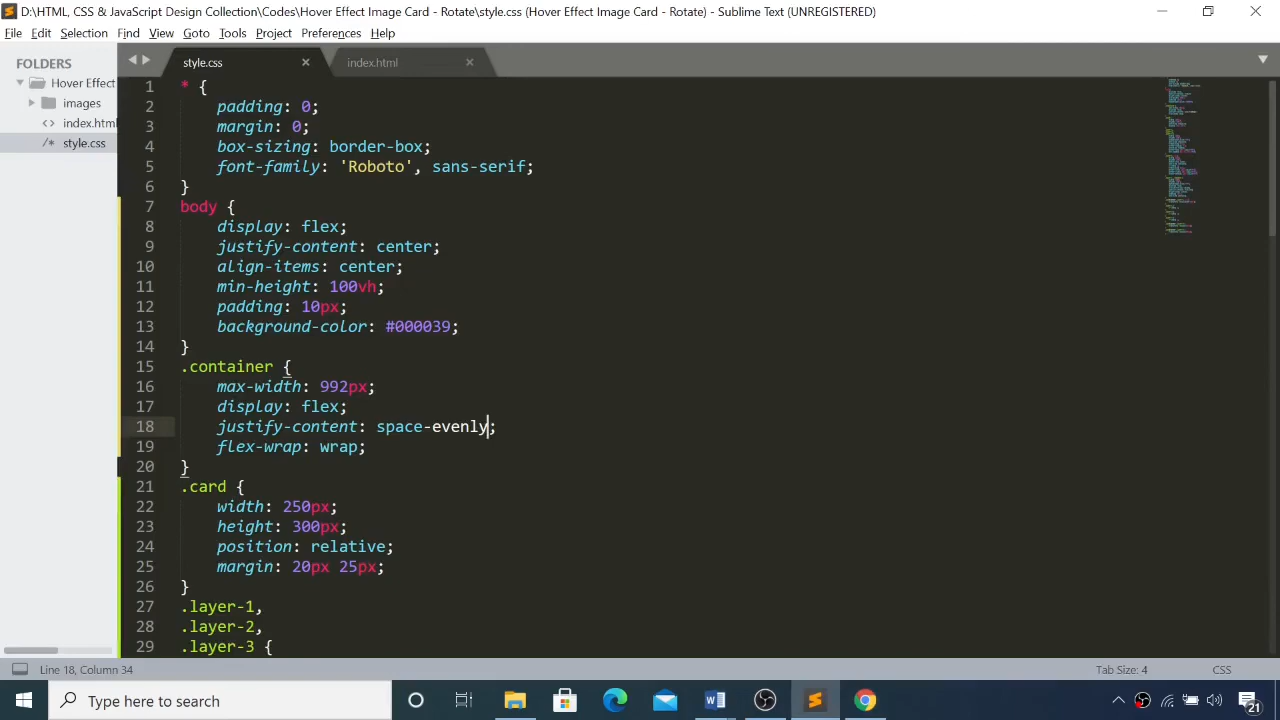 D:\HTML, CSS & JavaScript Design Collection\Codes\Hover Effect Image Card - Rotate\style.css (Hover Effect Image Card - Rotate) - Sublime Text (UNREGISTERED)
File Edit Selection Find View Goto Tools Project Preferences Help
FOLDERS
Hover Effect
images
index.html
style.css
style.css index.html
1 * {
2 padding: 0;
3 margin: 0;
4 box-sizing: border-box;
5 font-family: 'Roboto', sans-serif;
6 }
7 body {
8 display: flex;
9 justify-content: center;
10 align-items: center;
11 min-height: 100vh;
12 padding: 10px;
13 background-color: #000039;
14 }
15 .container {
16 max-width: 992px;
17 display: flex;
18 justify-content: space-evenly;
19 flex-wrap: wrap;
20 }
21 .card {
22 width: 250px;
23 height: 300px;
24 position: relative;
25 margin: 20px 25px;
26 }
27 .layer-1,
28 .layer-2,
29 .layer-3 {
Line 18, Column 34 Tab Size: 4 CSS
Type here to search
21